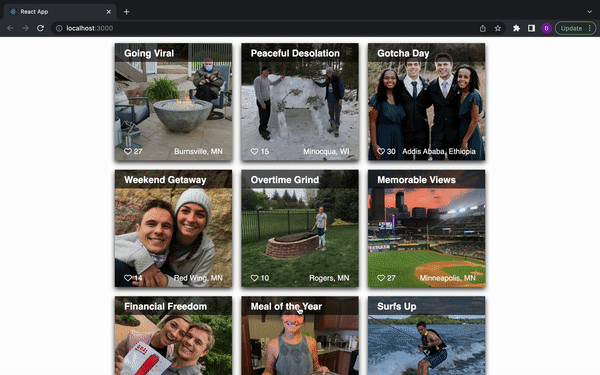 React App
localhost:3000
Update
Going Viral
Peaceful Desolation
Gotcha Day
27
Burnsville, MN
15
Minocqua, WI
30
Addis Ababa, Ethiopia
Weekend Getaway
Overtime Grind
Memorable Views
14
Red Wing, MN
10
Rogers, MN
27
Minneapolis, MN
Financial Freedom
Meal of the Year
Surfs Up